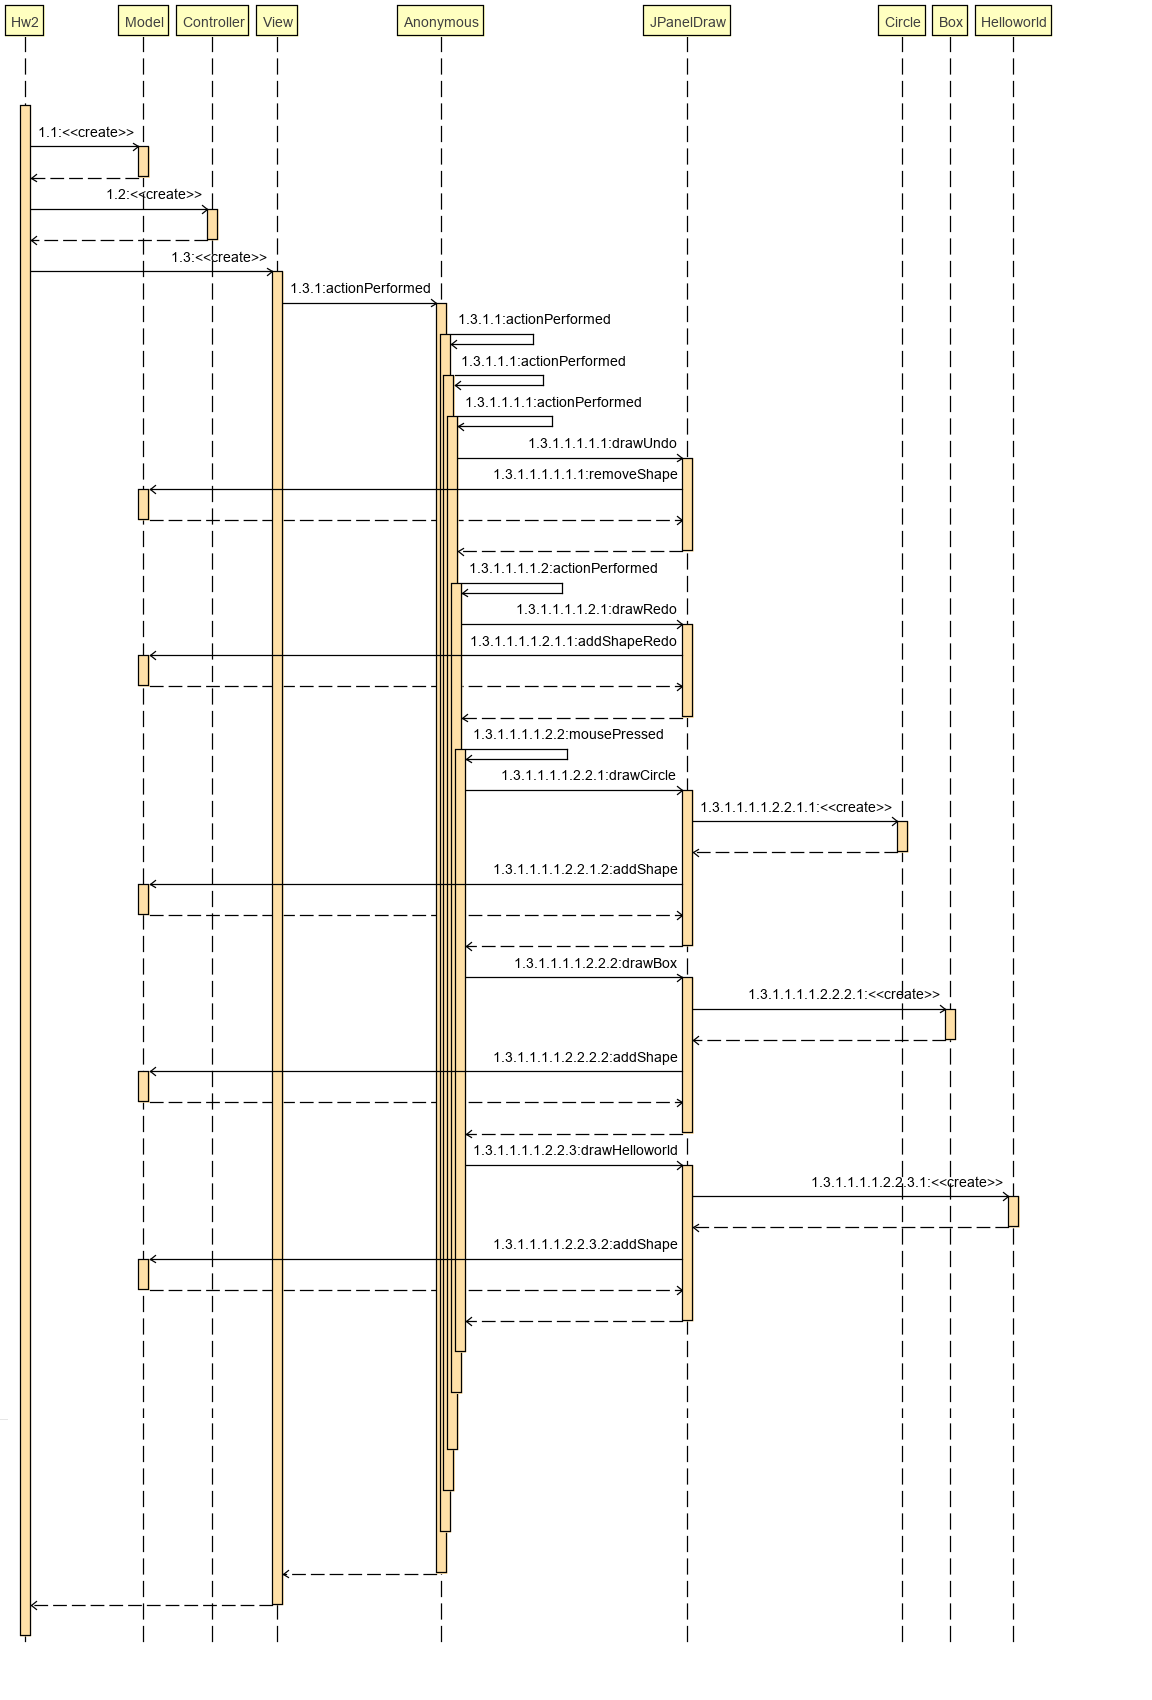 Hw2 Model Controller View Anonymous JPanelDraw Circle Box Helloworld
1.1:<<create>>
1.2:<<create>>
1.3:<<create>>
1.3.1:actionPerformed
1.3.1.1:actionPerformed
1.3.1.1.1:actionPerformed
1.3.1.1.1.1:actionPerformed
1.3.1.1.1.1.1:drawUndo
1.3.1.1.1.1.1.1:removeShape
1.3.1.1.1.1.2:actionPerformed
1.3.1.1.1.1.2.1:drawRedo
1.3.1.1.1.1.2.1.1:addShapeRedo
1.3.1.1.1.1.2.2:mousePressed
1.3.1.1.1.1.2.2.1:drawCircle
1.3.1.1.1.1.2.2.1.1:<<create>>
1.3.1.1.1.1.2.2.1.2:addShape
1.3.1.1.1.1.2.2.2:drawBox
1.3.1.1.1.1.2.2.2.1:<<create>>
1.3.1.1.1.1.2.2.2.2:addShape
1.3.1.1.1.1.2.2.3:drawHelloworld
1.3.1.1.1.1.2.2.3.1:<<create>>
1.3.1.1.1.1.2.2.3.2:addShape